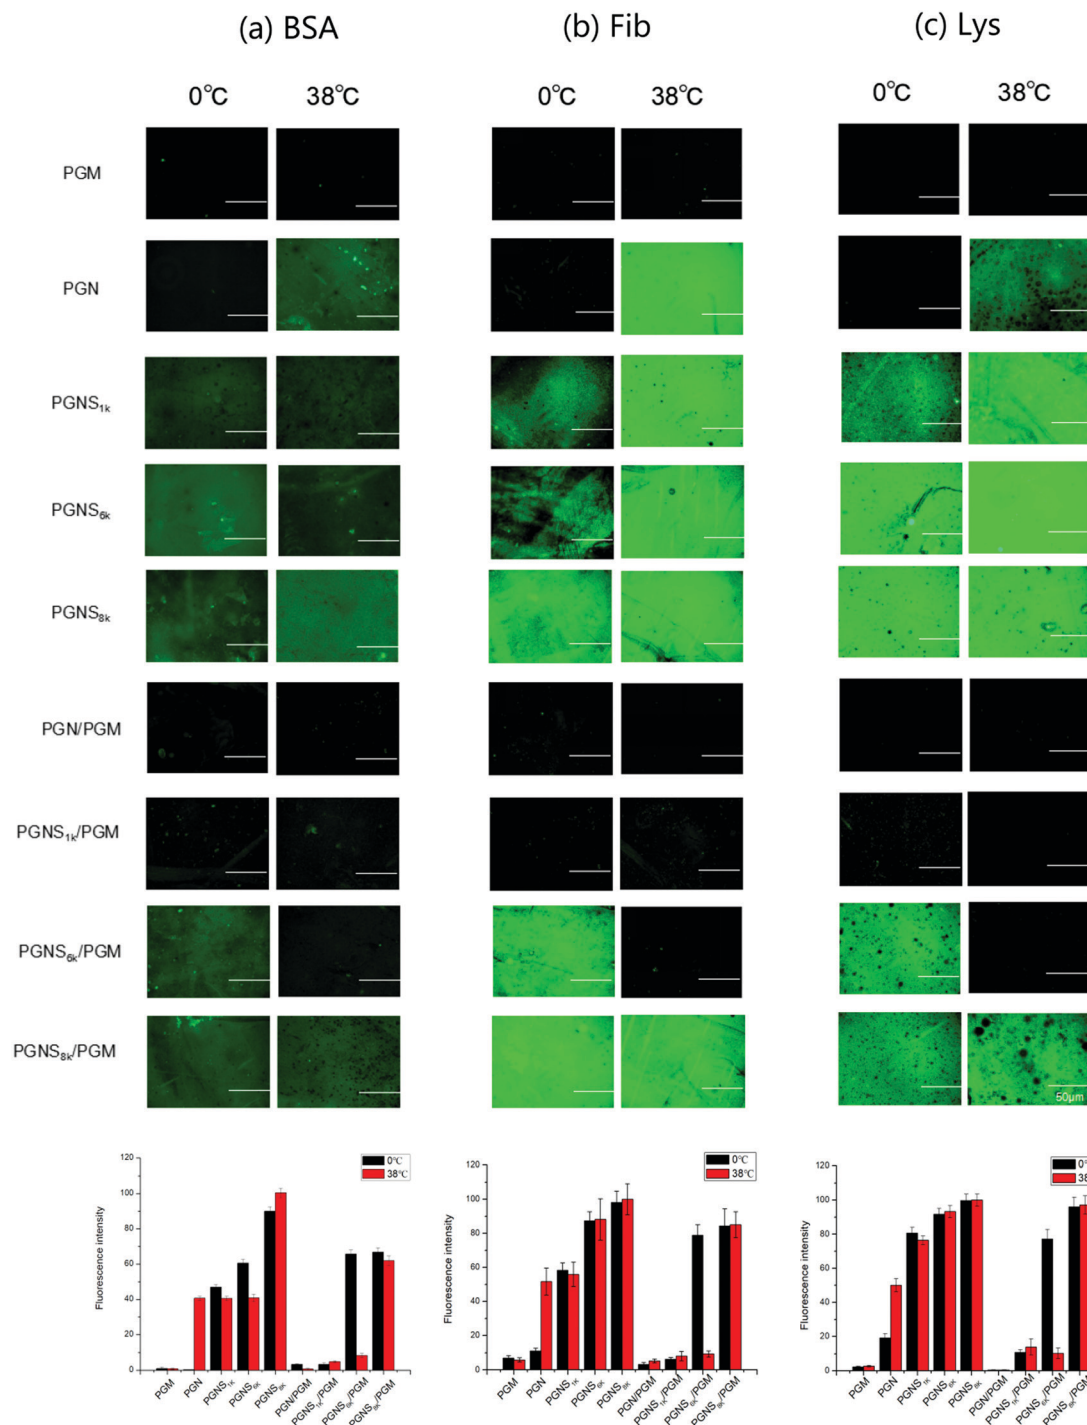 (a) BSA
(b) Fib
(c) Lys
0℃ 38℃
0℃ 38℃
0℃ 38℃
PGM
PGN
PGNS1k
PGNS6k
PGNS8k
PGN/PGM
PGNS1k/PGM
PGNS6k/PGM
PGNS8k/PGM
50μm
120
100
80
60
40
20
0
Fluorescence intensity
0℃
38℃
PGM
PGN
PGNS1K
PGNS6K
PGNS8K
PGN/PGM
PGNS1K/PGM
PGNS6K/PGM
PGNS8K/PGM
120
100
80
60
40
20
0
Fluorescence intensity
0℃
38℃
PGM
PGN
PGNS1K
PGNS6K
PGNS8K
PGN/PGM
PGNS1K/PGM
PGNS6K/PGM
PGNS8K/PGM
120
100
80
60
40
20
0
Fluorescence intensity
0°
38
PGM
PGN
PGNS1K
PGNS6K
PGNS8K
PGN/PGM
PGNS1K/PGM
PGNS6K/PGM
PGNS8K/PGM